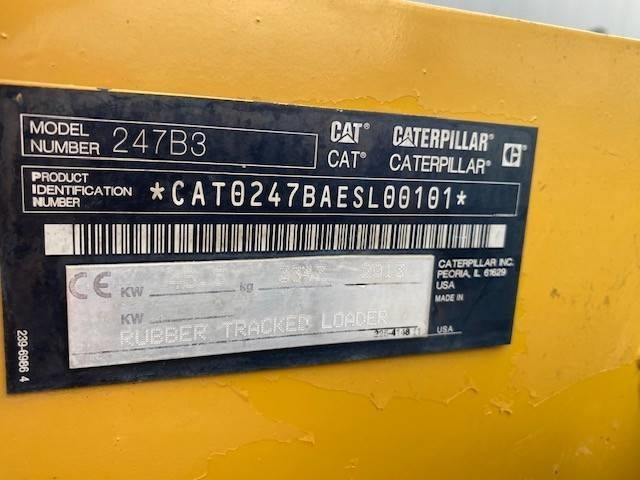 MODEL NUMBER 247B3
CAT® CATERPILLAR®
CAT® CATERPILLAR® C
PRODUCT IDENTIFICATION NUMBER *CAT0247BAESL00101*
CATERPILLAR INC.
PEORIA, IL 61629
USA
CE KW kg 2013
MADE IN
KW
RUBBER TRACKED LOADER
USA
239-6986 4